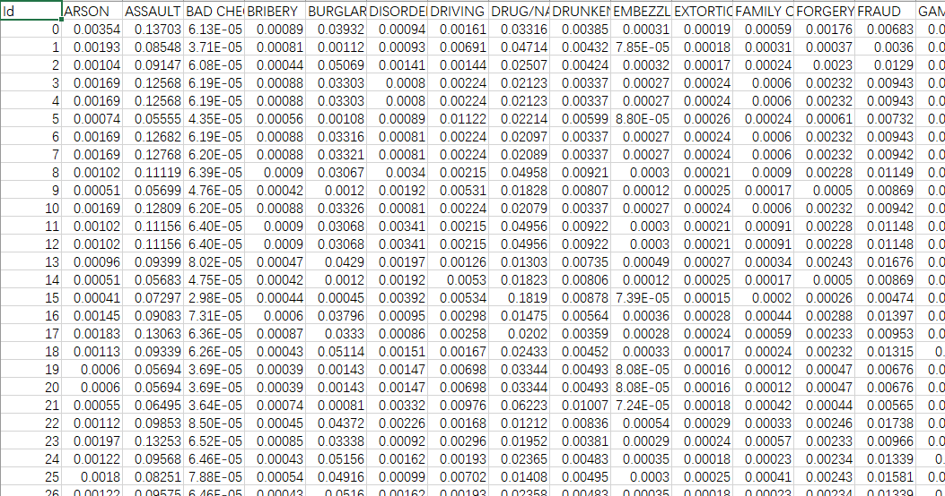 Id ARSON ASSAULT BAD CHE BRIBERY BURGLAR DISORDE DRIVING DRUG/NA DRUNKEN EMBEZZL EXTORTIC FAMILY C FORGERY FRAUD GAM
0 0.00354 0.13703 6.13E-05 0.00089 0.03932 0.00094 0.00161 0.03316 0.00385 0.00031 0.00019 0.00059 0.00176 0.00683 0.0
1 0.00193 0.08548 3.71E-05 0.00081 0.00112 0.00093 0.00691 0.04714 0.00432 7.85E-05 0.00018 0.00031 0.00037 0.0036 0.0
2 0.00104 0.09147 6.08E-05 0.00044 0.05069 0.00141 0.00144 0.02507 0.00424 0.00032 0.00017 0.00024 0.0023 0.0129 0.0
3 0.00169 0.12568 6.19E-05 0.00088 0.03303 0.0008 0.00224 0.02123 0.00337 0.00027 0.00024 0.0006 0.00232 0.00943 0.0
4 0.00169 0.12568 6.19E-05 0.00088 0.03303 0.0008 0.00224 0.02123 0.00337 0.00027 0.00024 0.0006 0.00232 0.00943 0.0
5 0.00074 0.05555 4.35E-05 0.00056 0.00108 0.00089 0.01122 0.02214 0.00599 8.80E-05 0.00026 0.00024 0.00061 0.00732 0.0
6 0.00169 0.12682 6.19E-05 0.00088 0.03316 0.00081 0.00224 0.02097 0.00337 0.00027 0.00024 0.0006 0.00232 0.00943 0.0
7 0.00169 0.12768 6.20E-05 0.00088 0.03321 0.00081 0.00224 0.02089 0.00337 0.00027 0.00024 0.0006 0.00232 0.00942 0.0
8 0.00102 0.11119 6.39E-05 0.0009 0.03067 0.0034 0.00215 0.04958 0.00921 0.0003 0.00021 0.0009 0.00228 0.01149 0.0
9 0.00051 0.05699 4.76E-05 0.00042 0.0012 0.00192 0.00531 0.01828 0.00807 0.00012 0.00025 0.00017 0.0005 0.00869 0.0
10 0.00169 0.12809 6.20E-05 0.00088 0.03326 0.00081 0.00224 0.02079 0.00337 0.00027 0.00024 0.0006 0.00232 0.00942 0.0
11 0.00102 0.11156 6.40E-05 0.0009 0.03068 0.00341 0.00215 0.04956 0.00922 0.0003 0.00021 0.00091 0.00228 0.01148 0.0
12 0.00102 0.11156 6.40E-05 0.0009 0.03068 0.00341 0.00215 0.04956 0.00922 0.0003 0.00021 0.00091 0.00228 0.01148 0.0
13 0.00096 0.09399 8.02E-05 0.00047 0.0429 0.00197 0.00126 0.01303 0.00735 0.00049 0.00027 0.00034 0.00243 0.01676 0.0
14 0.00051 0.05683 4.75E-05 0.00042 0.0012 0.00192 0.0053 0.01823 0.00806 0.00012 0.00025 0.00017 0.0005 0.00869 0.0
15 0.00041 0.07297 2.98E-05 0.00044 0.00045 0.00392 0.00534 0.1819 0.00878 7.39E-05 0.00015 0.0002 0.00026 0.00474 0.0
16 0.00145 0.09083 7.31E-05 0.0006 0.03796 0.00095 0.00298 0.01475 0.00564 0.00036 0.00028 0.00044 0.00288 0.01397 0.0
17 0.00183 0.13063 6.36E-05 0.00087 0.0333 0.00086 0.00258 0.0202 0.00359 0.00028 0.00024 0.00059 0.00233 0.00953 0.0
18 0.00113 0.09339 6.26E-05 0.00043 0.05114 0.00151 0.00167 0.02433 0.00452 0.00033 0.00017 0.00024 0.00232 0.01315 0.
19 0.0006 0.05694 3.69E-05 0.00039 0.00143 0.00147 0.00698 0.03344 0.00493 8.08E-05 0.00016 0.00012 0.00047 0.00676 0.0
20 0.0006 0.05694 3.69E-05 0.00039 0.00143 0.00147 0.00698 0.03344 0.00493 8.08E-05 0.00016 0.00012 0.00047 0.00676 0.0
21 0.00055 0.06495 3.64E-05 0.00074 0.00081 0.00332 0.00976 0.06223 0.01007 7.24E-05 0.00018 0.00042 0.00044 0.00565 0.0
22 0.00112 0.09853 8.50E-05 0.00045 0.04372 0.00226 0.00168 0.01212 0.00836 0.00054 0.00029 0.00033 0.00246 0.01738 0.0
23 0.00197 0.13253 6.52E-05 0.00085 0.03338 0.00092 0.00296 0.01952 0.00381 0.00029 0.00024 0.00057 0.00233 0.00966 0.0
24 0.00122 0.09568 6.46E-05 0.00043 0.05156 0.00162 0.00193 0.02365 0.00483 0.00035 0.00018 0.00023 0.00234 0.01339 0.
25 0.0018 0.08251 7.88E-05 0.00054 0.04916 0.00099 0.00702 0.01408 0.00495 0.0003 0.00025 0.00041 0.00243 0.01581 0.0
26 0.00122 0.09575 6.46E-05 0.00043 0.0516 0.00162 0.00193 0.02358 0.00483 0.00035 0.00018 0.00023 0.00234 0.01339